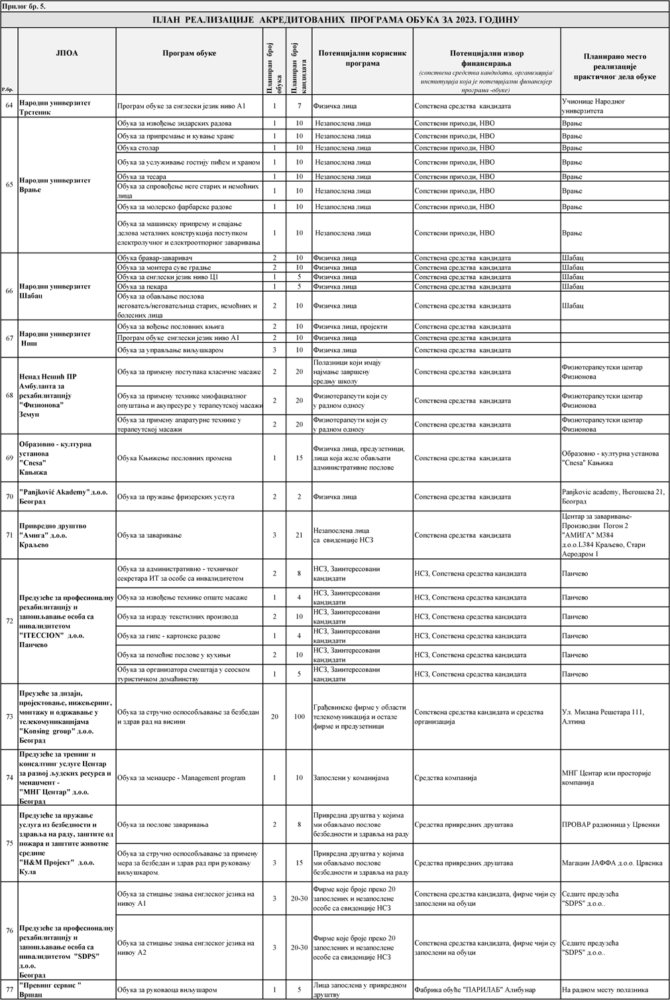 Прилог бр. 5.
ПЛАН РЕАЛИЗАЦИЈЕ АКРЕДИТОВАНИХ ПРОГРАМА ОБУКА ЗА 2023. ГОДИНУ
Р.бр.
ЈПОА
Програм обуке
Планиран број
обука
Планиран број
кандидата
Потенцијални корисник
програма
Потенцијални извор
финансирања
(сопствена средства кандидата, организација/
институција која је потенцијални финансијер
програма -обуке)
Планирано место
реализације
практичног дела обуке
64
Народни универзитет
Трстеник
Програм обуке за енглески језик ниво А1
1
7
Физичка лица
Сопствена средства кандидата
Учионице Народног
универзитета
65
Народни универзитет
Врање
Обука за извођење зидарских радова
1
10
Незапослена лица
Сопствени приходи, НВО
Врање
Обука за припремање и кување хране
1
10
Незапослена лица
Сопствени приходи, НВО
Врање
Обука столар
1
10
Незапослена лица
Сопствени приходи, НВО
Врање
Обука за услуживање гостију пићем и храном
1
10
Незапослена лица
Сопствени приходи, НВО
Врање
Обука за тесара
1
10
Незапослена лица
Сопствени приходи, НВО
Врање
Обука за спровођење неге старих и немоћних
лица
1
10
Незапослена лица
Сопствени приходи, НВО
Врање
Обука за молерско фарбарске радове
1
10
Незапослена лица
Сопствени приходи, НВО
Врање
Обука за машинску припрему и спајање
делова металних конструкција поступком
електролучног и електроотпорног заваривања
1
10
Незапослена лица
Сопствени приходи, НВО
Врање
66
Народни универзитет
Шабац
Обука бравар-заваривач
2
10
Физичка лица
Сопствена средства кандидата
Шабац
Обука за монтера суве градње
2
10
Физичка лица
Сопствена средства кандидата
Шабац
Обука за енглески језик ниво Ц1
1
5
Физичка лица
Сопствена средства кандидата
Шабац
Обука за пекара
1
5
Физичка лица
Сопствена средства кандидата
Шабац
Обука за обављање послова
неговатељ/неговатељица старих, немоћних и
болесних лица
2
10
Физичка лица
Сопствена средства кандидата
Шабац
67
Народни универзитет
Ниш
Обука за вођење пословних књига
2
10
Физичка лица, пројекти
Сопствена средства кандидата
Програм обуке енглески језик ниво А1
2
10
Физичка лица
Сопствена средства кандидата
Обука за управљање виљушкаром
3
10
Физичка лица
Сопствена средства кандидата
68
Ненад Нешић ПР
Амбуланта за
рехабилитацију
"Физионова"
Земун
Обука за примену поступака класичне масаже
2
20
Полазници који имају
најмање завршену
средњу школу
Сопствена средства кандидата
Физиотерапеутски центар
Физионова
Обука за примену технике миофацијалног
опуштања и акупресуре у терапеутској масажи
2
20
Физиотерапеути који су
у радном односу
Сопствена средства кандидата
Физиотерапеутски центар
Физионова
Обука за примену апаратурне технике у
терапеутској масажи
2
20
Физиотерапеути који су
у радном односу
Сопствена средства кандидата
Физиотерапеутски центар
Физионова
69
Образовно - културна
установа
"Cnesa"
Кањижа
Обука Књижење пословних промена
1
15
Физичка лица, предузетници,
лица која желе обављати
административне послове
Сопствена средства кандидата
Образовно - културна установа
"Cnesa" Кањижа
70
"Panjković Akademy" д.о.о.
Београд
Обука за пружање фризерских услуга
2
2
Физичка лица
Сопствена средства кандидата
Panjkovic academy, Његошева 21,
Београд
71
Привредно друштво
"Амига" д.о.о.
Краљево
Обука за заваривање
3
21
Незапослена лица
са евиденције НСЗ
Сопствена средства кандидата
Центар за заваривање-
Производни Погон 2
"АМИГА" М384
д.о.о.L384 Краљево, Стари
Аеродром 1
72
Предузеће за професионалну
рехабилитацију и
запошљавање особа са
инвалидитетом
"ITECCION" д.о.о.
Панчево
Обука за административно - техничког
секретара ИТ за особе са инвалидитетом
2
8
НСЗ, Заинтересовани
кандидати
НСЗ, Сопствена средства кандидата
Панчево
Обука за извођење технике опште масаже
1
4
НСЗ, Заинтересовани
кандидати
НСЗ, Сопствена средства кандидата
Панчево
Обука за израду текстилних производа
2
10
НСЗ, Заинтересовани
кандидати
НСЗ, Сопствена средства кандидата
Панчево
Обука за гипс - картонске радове
1
4
НСЗ, Заинтересовани
кандидати
НСЗ, Сопствена средства кандидата
Панчево
Обука за помоћне послове у кухињи
2
10
НСЗ, Заинтересовани
кандидати
НСЗ, Сопствена средства кандидата
Панчево
Обука за организатора смештаја у сеоском
туристичком домаћинству
1
5
НСЗ, Заинтересовани
кандидати
НСЗ, Сопствена средства кандидата
Панчево
73
Преузеће за дизајн,
пројектовање, инжењеринг,
монтажу и одржавање у
телекомуникацијама
"Konsing group" д.о.о.
Београд
Обука за стручно оспособљавање за безбедан
и здрав рад на висини
20
100
Грађевинске фирме у области
телекомуникација и остале
фирме и предузетници
Сопствена средства кандидата и средства
организација
Ул. Милана Решетара 111,
Алтина
74
Предузеће за тренинг и
консалтинг услуге Центар
за развој људских ресурса и
менаџмент -
"МНГ Центар" д.о.о.
Београд
Обука за менаџере - Management program
1
10
Запослени у команијама
Средства компанија
МНГ Центар или просторије
компанија
75
Предузеће за пружање
услуга из безбедности и
здравља на раду, заштите од
пожара и заштите животне
средине
"H&M Пројект" д.о.о.
Кула
Обука за послове заваривања
2
8
Привредна друштва у којима
ми обављамо послове
безбедности и здравља на раду
Средства привредних друштава
ПРОВАР радионица у Црвенки
Обука за стручно оспособљавање за примену
мера за безбедан и здрав рад при руковању
виљушкаром.
3
15
Привредна друштва у којима
ми обављамо послове
безбедности и здравља на раду
Средства привредних друштава
Магацин ЈАФФА д.о.о. Црвенка
76
Предузеће за професионалну
рехабилитацију и
запошљавање особа са
инвалидитетом "SDPS"
д.о.о.
Београд
Обука за стицање знања енглеског језика на
нивоу А1
3
20-30
Фирме које броје преко 20
запослених и незапослене
особе са евиденције НСЗ
Сопствена средства кандидата, фирме чији су
запослени на обуци
Седште предузећа
"SDPS" д.о.о..
Обука за стицање знања енглеског језика на
нивоу А2
3
20-30
Фирме које броје преко 20
запослених и незапослене
особе са евиденције НСЗ
Сопствена средства кандидата, фирме чији су
запослени на обуци
Седште предузећа
"SDPS" д.о.о..
77
"Превинг сервис "
Вршац
Обука за руковаоца виљушаром
1
5
Лица запослена у привредном
друштву
Фабрика обуће "ПАРИЛАБ" Алибунар
На радном месту полазника